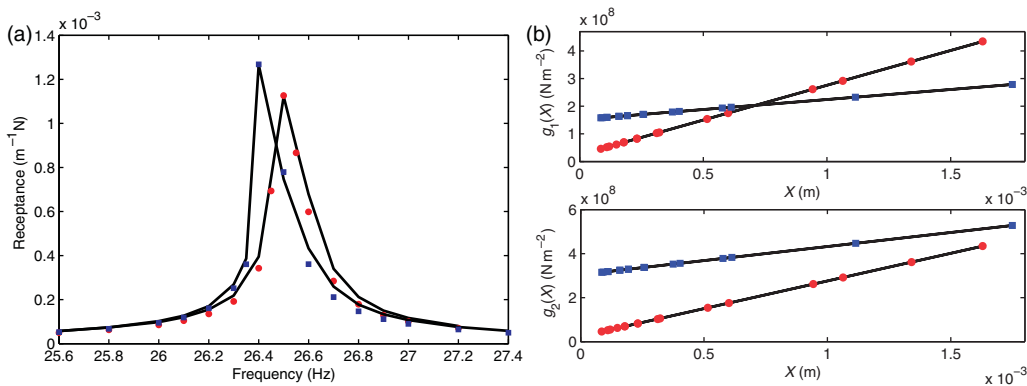 (a)
x 10⁻³
1.4
1.2
1
0.8
0.6
0.4
0.2
0
Receptance (m⁻¹N)
25.6 25.8 26 26.2 26.4 26.6 26.8 27 27.2 27.4
Frequency (Hz)
(b)
x 10⁸
4
3
2
1
0
g₁(X) (N m⁻²)
0 0.5 1 1.5
X (m)
x 10⁻³
x 10⁸
6
4
2
0
g₂(X) (N m⁻²)
0 0.5 1 1.5
X (m)
x 10⁻³